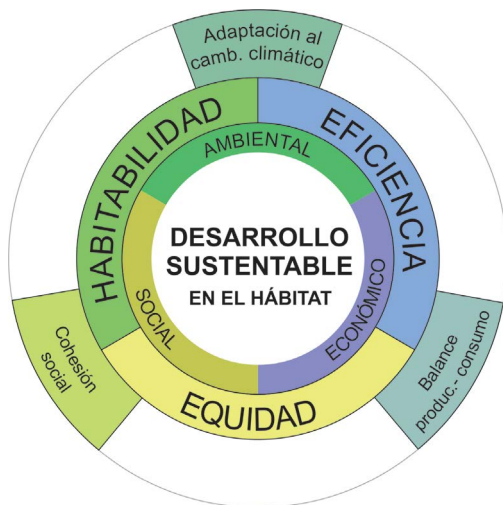 Adaptación al
camb. climático
HABITABILIDAD
EFICIENCIA
AMBIENTAL
DESARROLLO
SUSTENTABLE
EN EL HÁBITAT
SOCIAL
ECONÓMICO
Cohesión
social
EQUIDAD
Balance
produc.- consumo